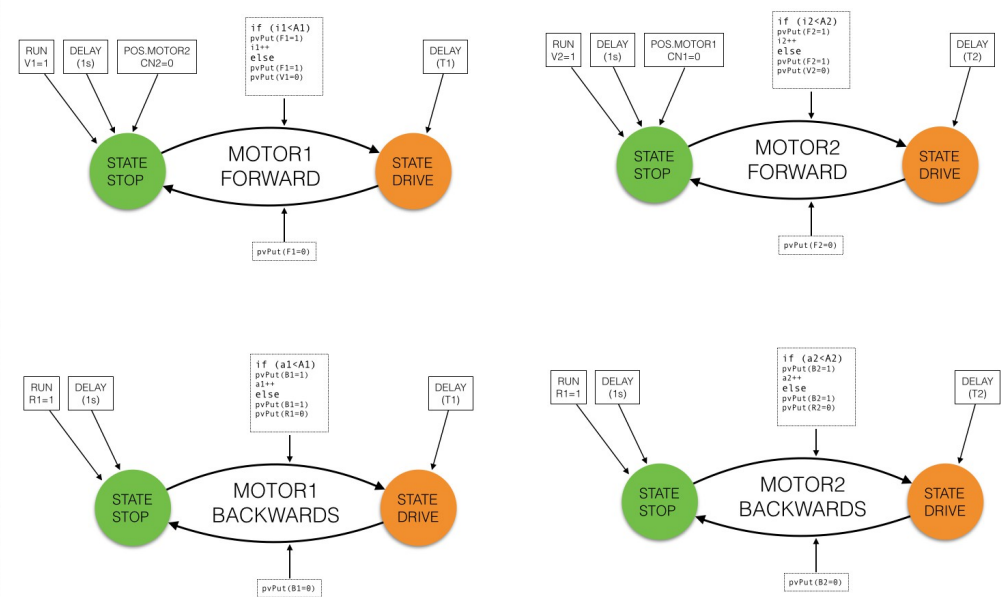 RUN
V1=1
DELAY
(1s)
POS.MOTOR2
CN2=0
if (i1<A1)
pvPut(F1=1)
i1++
else
pvPut(F1=1)
pvPut(V1=0)
DELAY
(T1)
STATE
STOP
MOTOR1
FORWARD
STATE
DRIVE
pvPut(F1=0)
RUN
V2=1
DELAY
(1s)
POS.MOTOR1
CN1=0
if (i2<A2)
pvPut(F2=1)
i2++
else
pvPut(F2=1)
pvPut(V2=0)
DELAY
(T2)
STATE
STOP
MOTOR2
FORWARD
STATE
DRIVE
pvPut(F2=0)
RUN
R1=1
DELAY
(1s)
if (a1<A1)
pvPut(B1=1)
a1++
else
pvPut(B1=1)
pvPut(R1=0)
DELAY
(T1)
STATE
STOP
MOTOR1
BACKWARDS
STATE
DRIVE
pvPut(B1=0)
RUN
R1=1
DELAY
(1s)
if (a2<A2)
pvPut(B2=1)
a2++
else
pvPut(B2=1)
pvPut(R2=0)
DELAY
(T2)
STATE
STOP
MOTOR2
BACKWARDS
STATE
DRIVE
pvPut(B2=0)